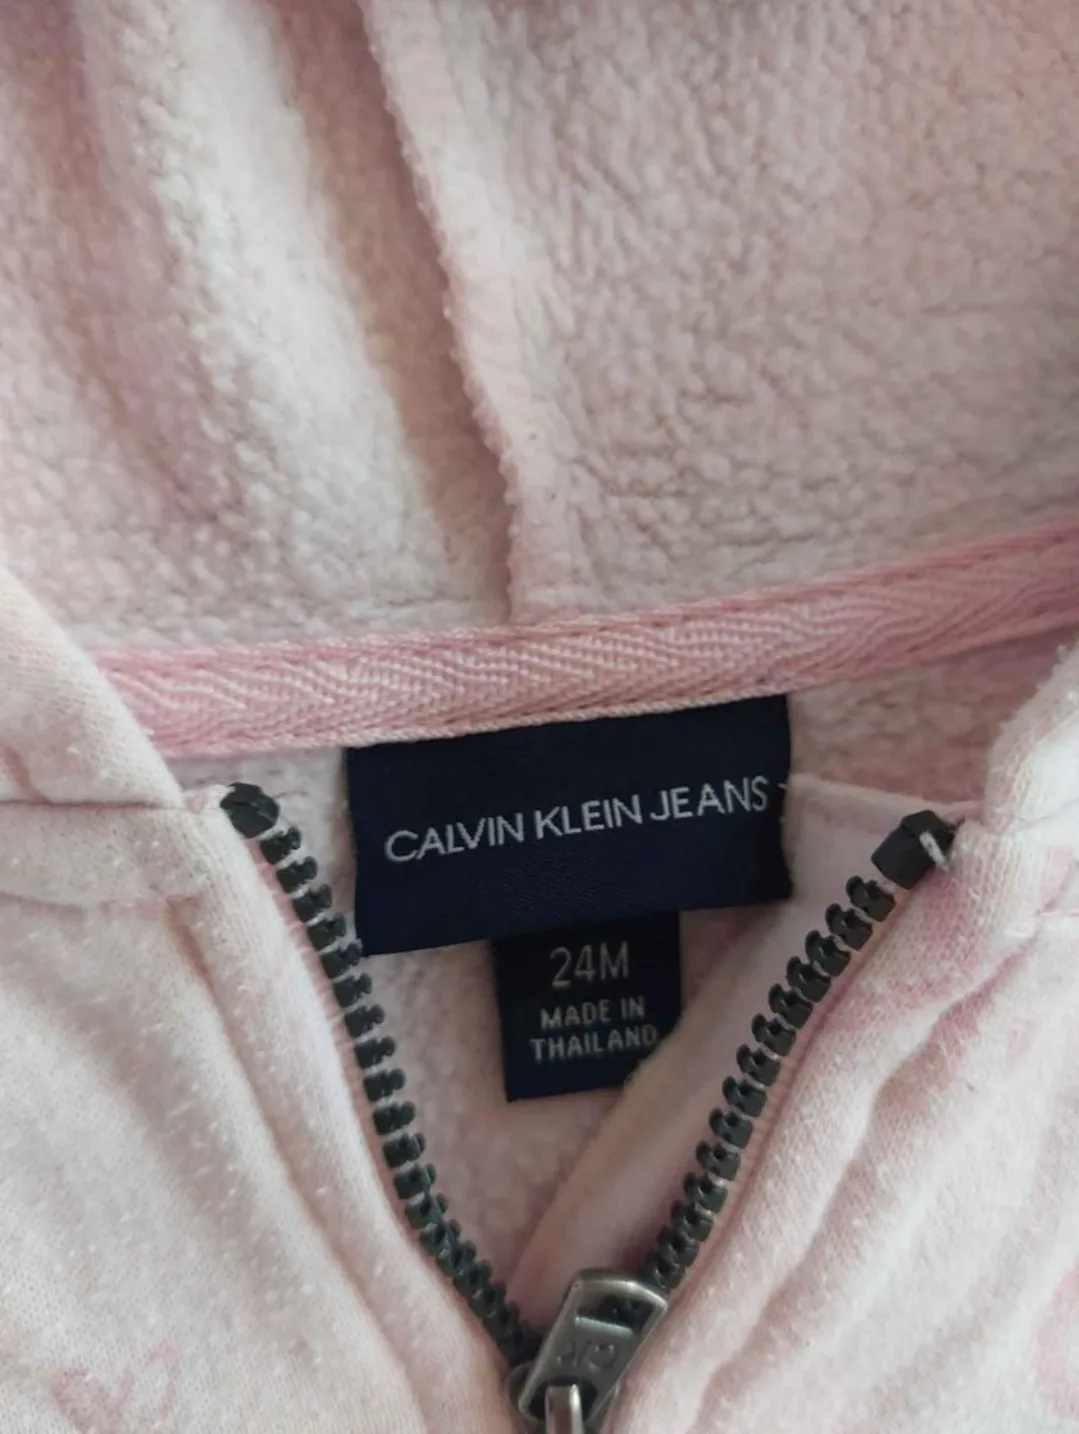 CALVIN KLEIN JEANS
24M
MADE IN
THAILAND